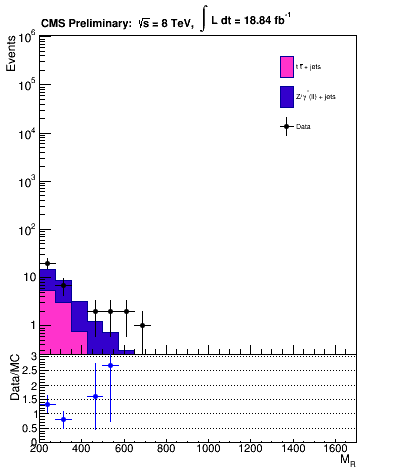 CMS Preliminary: √s = 8 TeV, ∫ L dt = 18.84 fb⁻¹
Events
10⁶
10⁵
10⁴
10³
10²
10
1
t t̄ + jets
Z/γ*(ll) + jets
Data
Data/MC
3
2.5
2
1.5
1
0.5
0
200 400 600 800 1000 1200 1400 1600
M_R